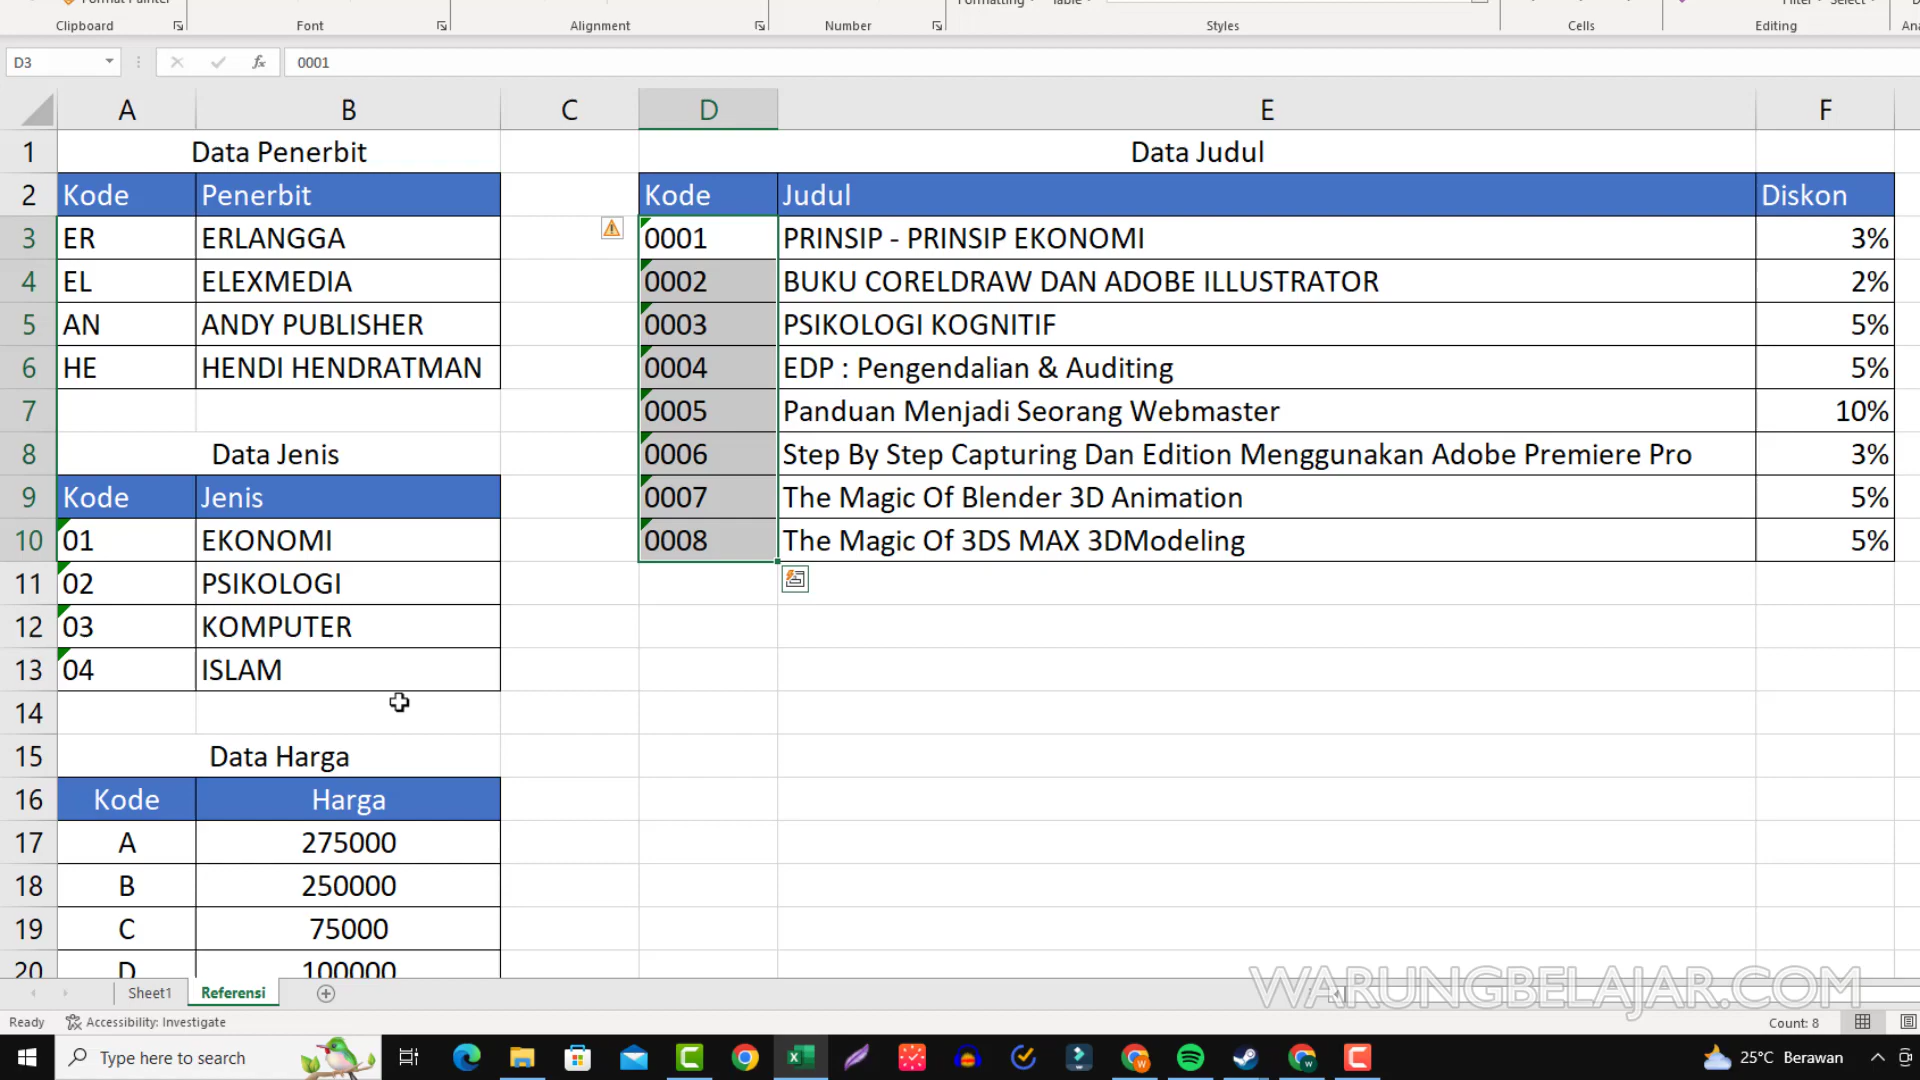 Clipboard Font Alignment Number Styles Cells Editing
D3 fx 0001
A B C D E F
1 Data Penerbit Data Judul
2 Kode Penerbit Kode Judul Diskon
3 ER ERLANGGA 0001 PRINSIP - PRINSIP EKONOMI 3%
4 EL ELEXMEDIA 0002 BUKU CORELDRAW DAN ADOBE ILLUSTRATOR 2%
5 AN ANDY PUBLISHER 0003 PSIKOLOGI KOGNITIF 5%
6 HE HENDI HENDRATMAN 0004 EDP : Pengendalian & Auditing 5%
7 0005 Panduan Menjadi Seorang Webmaster 10%
8 Data Jenis 0006 Step By Step Capturing Dan Edition Menggunakan Adobe Premiere Pro 3%
9 Kode Jenis 0007 The Magic Of Blender 3D Animation 5%
10 01 EKONOMI 0008 The Magic Of 3DS MAX 3DModeling 5%
11 02 PSIKOLOGI
12 03 KOMPUTER
13 04 ISLAM
14
15 Data Harga
16 Kode Harga
17 A 275000
18 B 250000
19 C 75000
20 D 100000
WARUNGBELAJAR.COM
Sheet1 Referensi
Ready Accessibility: Investigate Count: 8
Type here to search 25°C Berawan